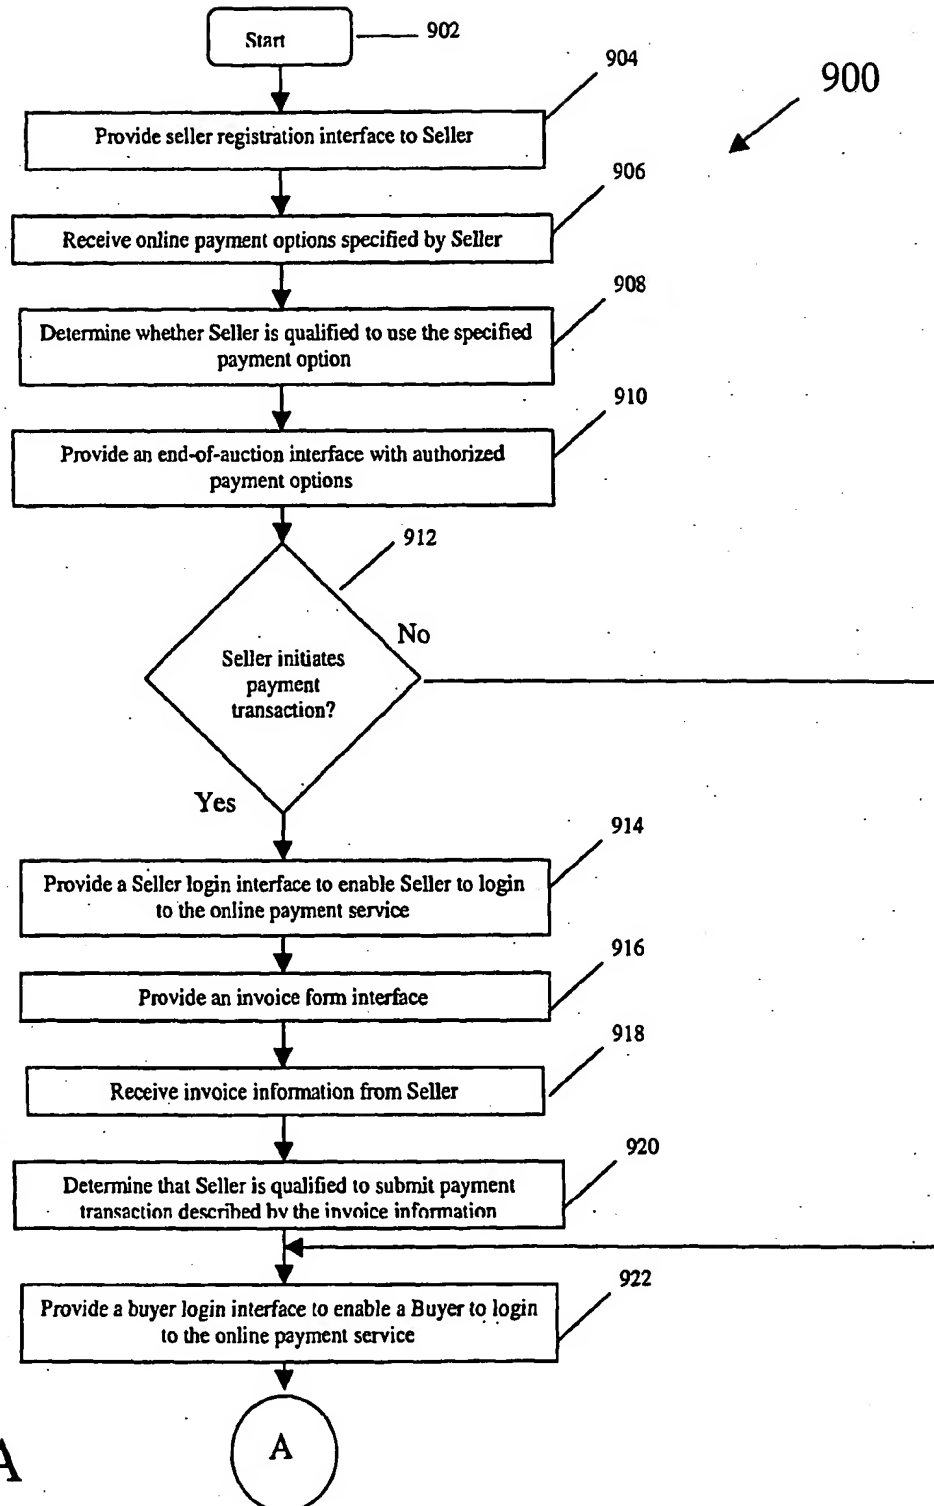 Start
902
904
900
Provide seller registration interface to Seller
906
Receive online payment options specified by Seller
908
Determine whether Seller is qualified to use the specified
payment option
910
Provide an end-of-auction interface with authorized
payment options
912
No
Seller initiates
payment
transaction?
Yes
914
Provide a Seller login interface to enable Seller to login
to the online payment service
916
Provide an invoice form interface
918
Receive invoice information from Seller
920
Determine that Seller is qualified to submit payment
transaction described by the invoice information
922
Provide a buyer login interface to enable a Buyer to login
to the online payment service
A
A